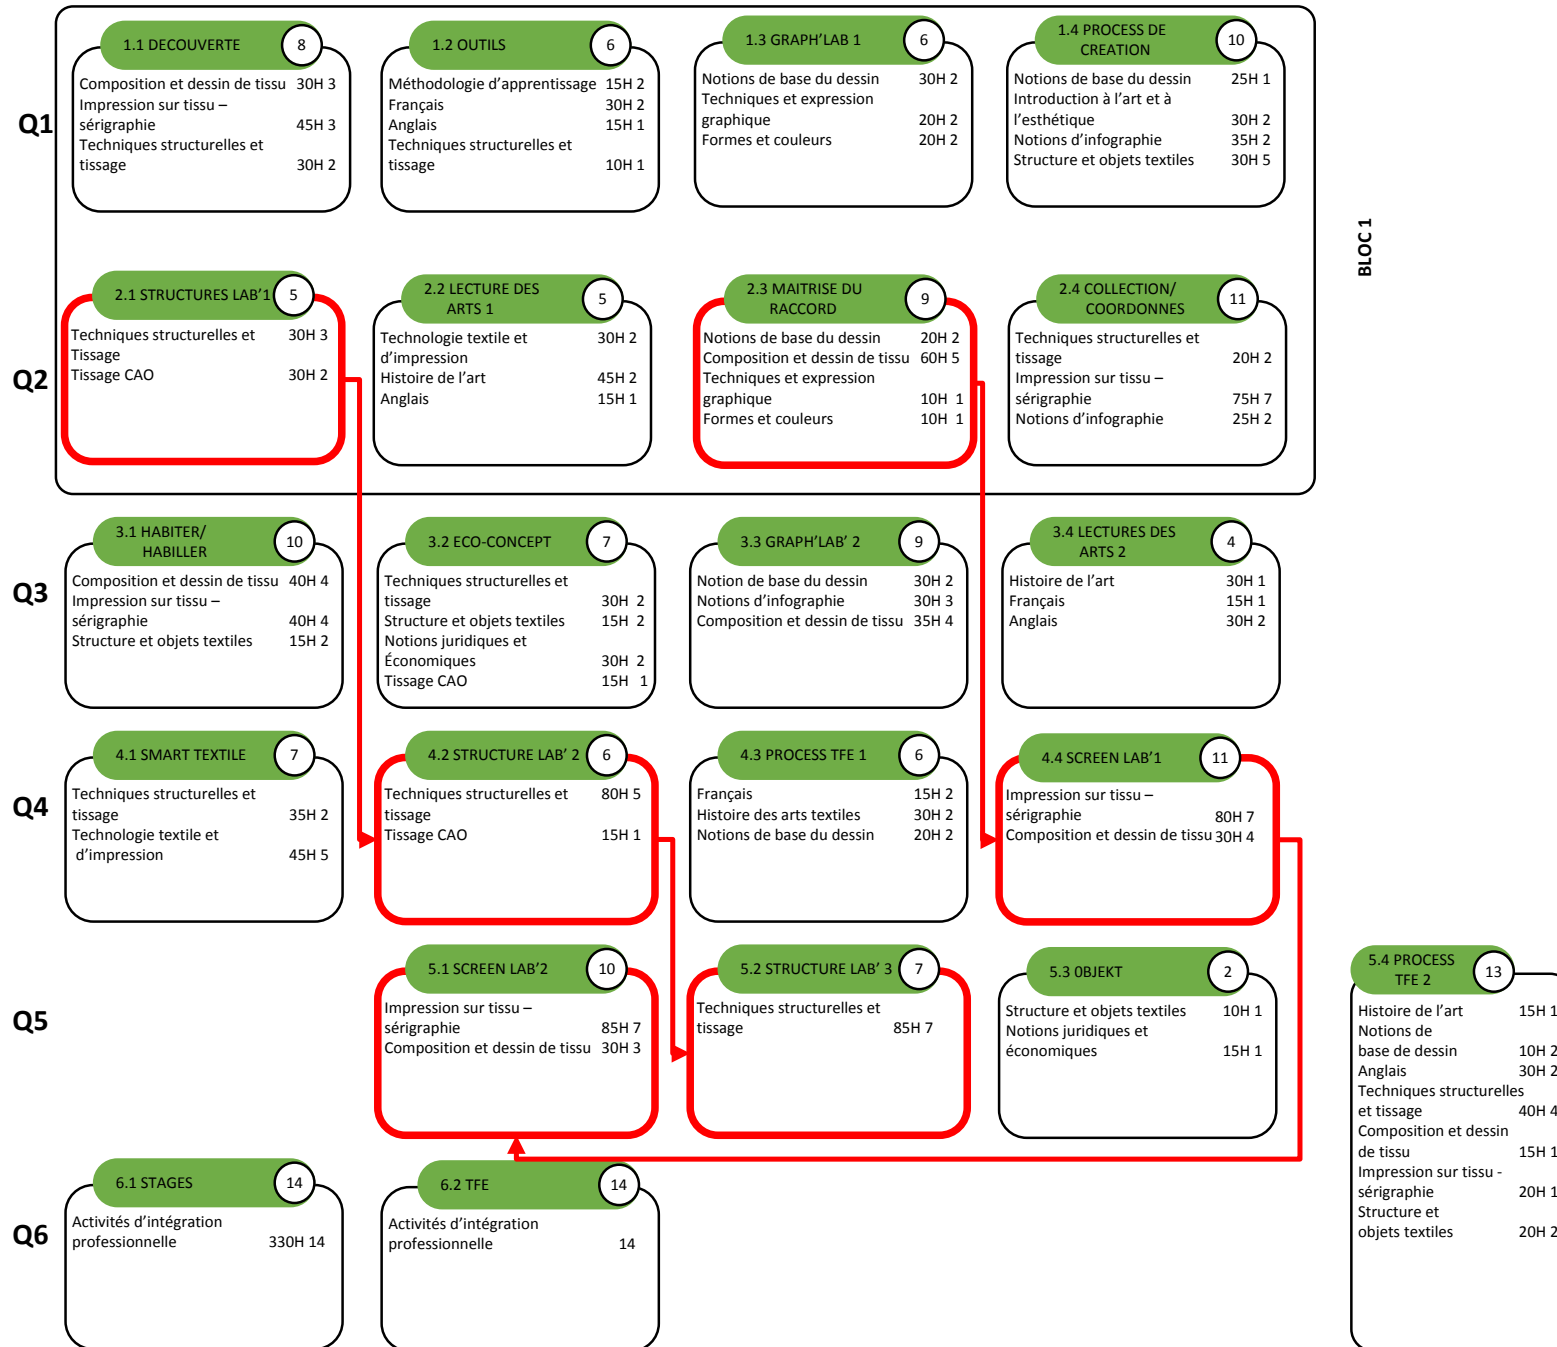 Q1
1.1 DECOUVERTE 8
Composition et dessin de tissu 30H 3
Impression sur tissu –
sérigraphie 45H 3
Techniques structurelles et
tissage 30H 2
1.2 OUTILS 6
Méthodologie d’apprentissage 15H 2
Français 30H 2
Anglais 15H 1
Techniques structurelles et
tissage 10H 1
1.3 GRAPH’LAB 1 6
Notions de base du dessin 30H 2
Techniques et expression
graphique 20H 2
Formes et couleurs 20H 2
1.4 PROCESS DE
CREATION 10
Notions de base du dessin 25H 1
Introduction à l’art et à
l’esthétique 30H 2
Notions d’infographie 35H 2
Structure et objets textiles 30H 5
BLOC 1
Q2
2.1 STRUCTURES LAB’1 5
Techniques structurelles et 30H 3
Tissage
Tissage CAO 30H 2
2.2 LECTURE DES
ARTS 1 5
Technologie textile et 30H 2
d’impression
Histoire de l’art 45H 2
Anglais 15H 1
2.3 MAITRISE DU
RACCORD 9
Notions de base du dessin 20H 2
Composition et dessin de tissu 60H 5
Techniques et expression
graphique 10H 1
Formes et couleurs 10H 1
2.4 COLLECTION/
COORDONNES 11
Techniques structurelles et
tissage 20H 2
Impression sur tissu –
sérigraphie 75H 7
Notions d’infographie 25H 2
Q3
3.1 HABITER/
HABILLER 10
Composition et dessin de tissu 40H 4
Impression sur tissu –
sérigraphie 40H 4
Structure et objets textiles 15H 2
3.2 ECO-CONCEPT 7
Techniques structurelles et
tissage 30H 2
Structure et objets textiles 15H 2
Notions juridiques et
Économiques 30H 2
Tissage CAO 15H 1
3.3 GRAPH’LAB’ 2 9
Notion de base du dessin 30H 2
Notions d’infographie 30H 3
Composition et dessin de tissu 35H 4
3.4 LECTURES DES
ARTS 2 4
Histoire de l’art 30H 1
Français 15H 1
Anglais 30H 2
Q4
4.1 SMART TEXTILE 7
Techniques structurelles et
tissage 35H 2
Technologie textile et
d’impression 45H 5
4.2 STRUCTURE LAB’ 2 6
Techniques structurelles et 80H 5
tissage
Tissage CAO 15H 1
4.3 PROCESS TFE 1 6
Français 15H 2
Histoire des arts textiles 30H 2
Notions de base du dessin 20H 2
4.4 SCREEN LAB’1 11
Impression sur tissu –
sérigraphie 80H 7
Composition et dessin de tissu 30H 4
Q5
5.1 SCREEN LAB’2 10
Impression sur tissu –
sérigraphie 85H 7
Composition et dessin de tissu 30H 3
5.2 STRUCTURE LAB’ 3 7
Techniques structurelles et
tissage 85H 7
5.3 0BJEKT 2
Structure et objets textiles 10H 1
Notions juridiques et
économiques 15H 1
5.4 PROCESS
TFE 2 13
Histoire de l’art 15H 1
Notions de
base de dessin 10H 2
Anglais 30H 2
Techniques structurelles
et tissage 40H 4
Composition et dessin
de tissu 15H 1
Impression sur tissu -
sérigraphie 20H 1
Structure et
objets textiles 20H 2
Q6
6.1 STAGES 14
Activités d’intégration
professionnelle 330H 14
6.2 TFE 14
Activités d’intégration
professionnelle 14